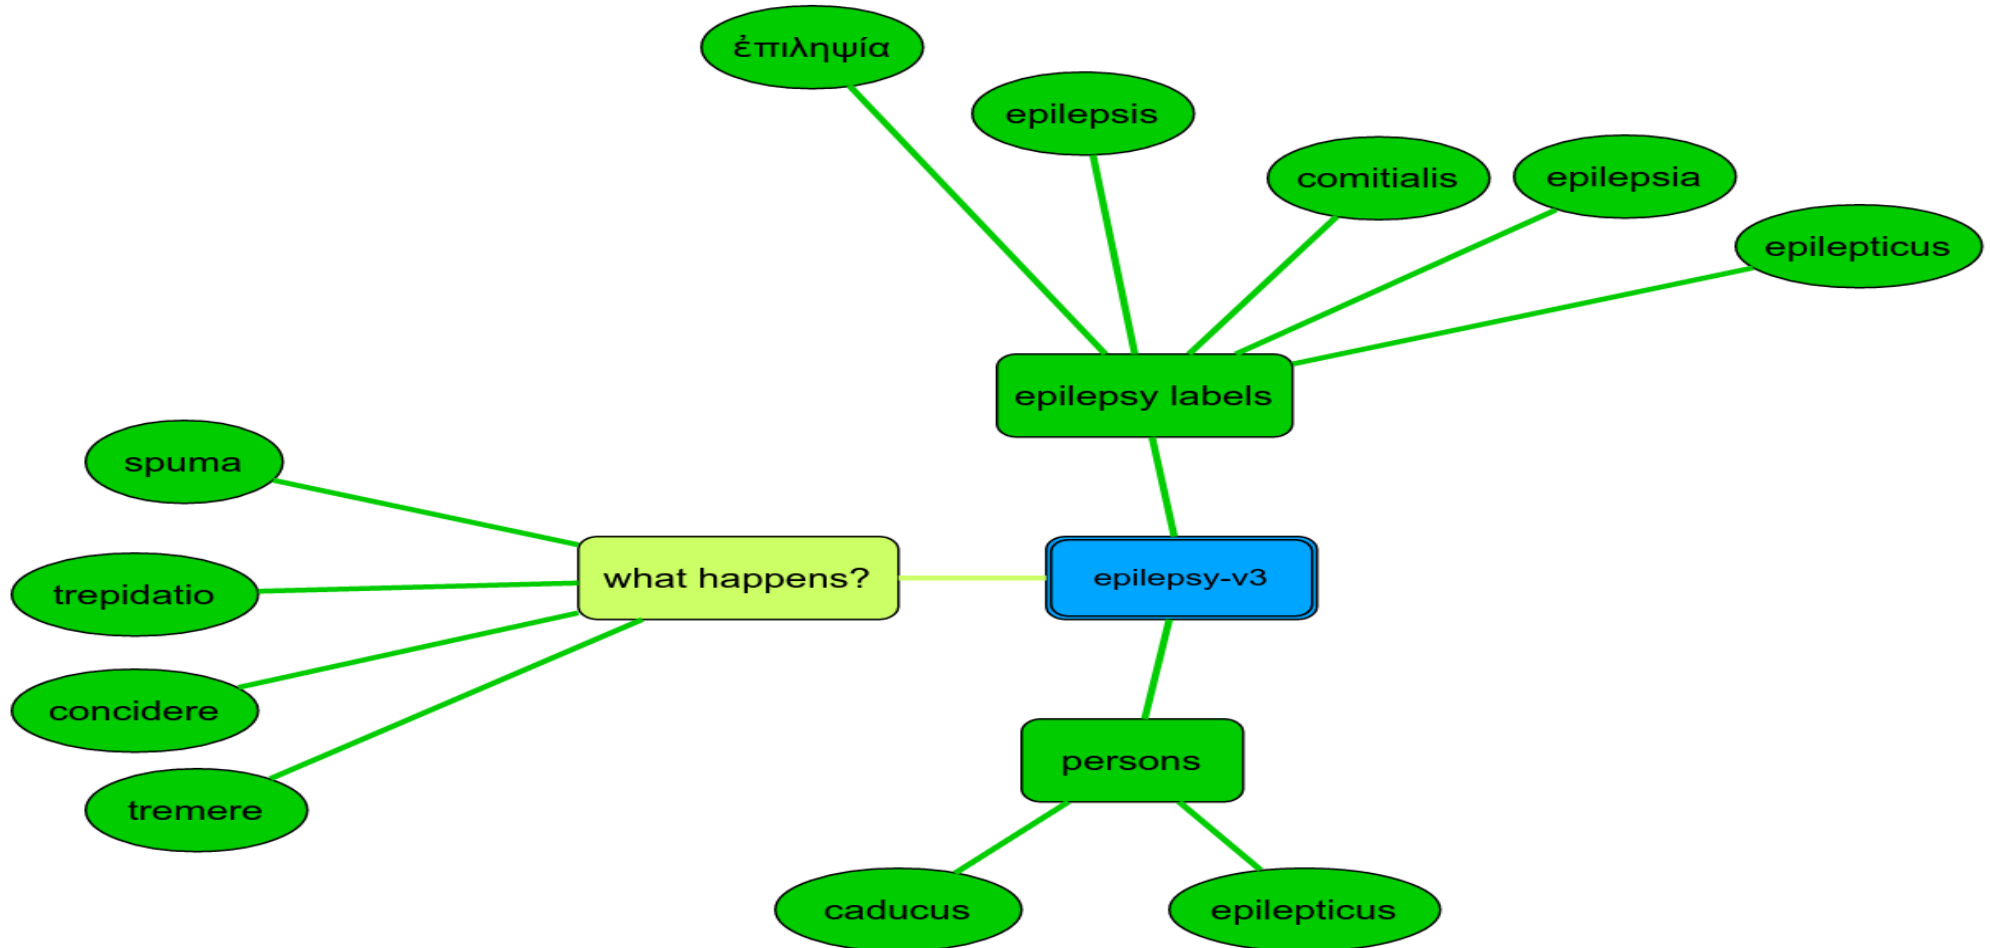 ἐπιληψία
epilepsis
comitialis
epilepsia
epilepticus
epilepsy labels
spuma
what happens?
epilepsy-v3
trepidatio
concidere
tremere
persons
caducus
epilepticus